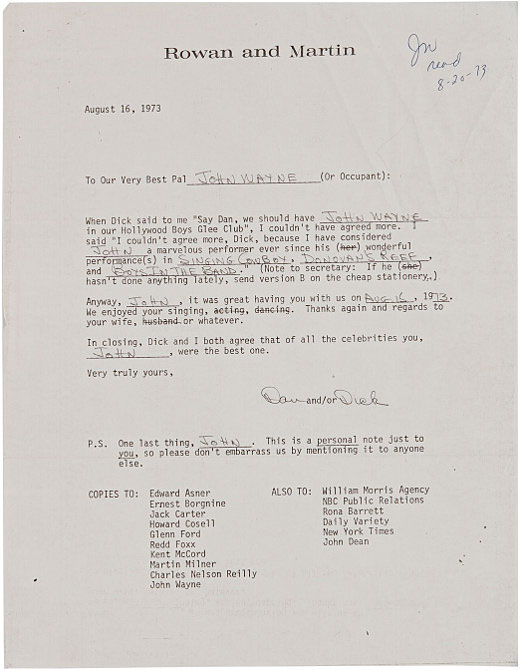 Rowan and Martin
JW
read
8-20-73
August 16, 1973
To Our Very Best Pal JOHN WAYNE (Or Occupant):
When Dick said to me "Say Dan, we should have JOHN WAYNE
in our Hollywood Boys Glee Club", I couldn't have agreed more. I
said "I couldn't agree more, Dick, because I have considered
JOHN a marvelous performer ever since his (her) wonderful
performance(s) in SINGING COWBOY, DONOVAN'S REEF,
and BOYS IN THE BAND." (Note to secretary: If he (she)
hasn't done anything lately, send version B on the cheap stationery.)
Anyway, JOHN, it was great having you with us on AUG. 16, 1973.
We enjoyed your singing, acting, dancing. Thanks again and regards to
your wife, husband or whatever.
In closing, Dick and I both agree that of all the celebrities you,
JOHN, were the best one.
Very truly yours,
Dan and/or Dick
P.S. One last thing, JOHN. This is a personal note just to
you, so please don't embarrass us by mentioning it to anyone
else.
COPIES TO: Edward Asner
Ernest Borgnine
Jack Carter
Howard Cosell
Glenn Ford
Redd Foxx
Kent McCord
Martin Milner
Charles Nelson Reilly
John Wayne
ALSO TO: William Morris Agency
NBC Public Relations
Rona Barrett
Daily Variety
New York Times
John Dean